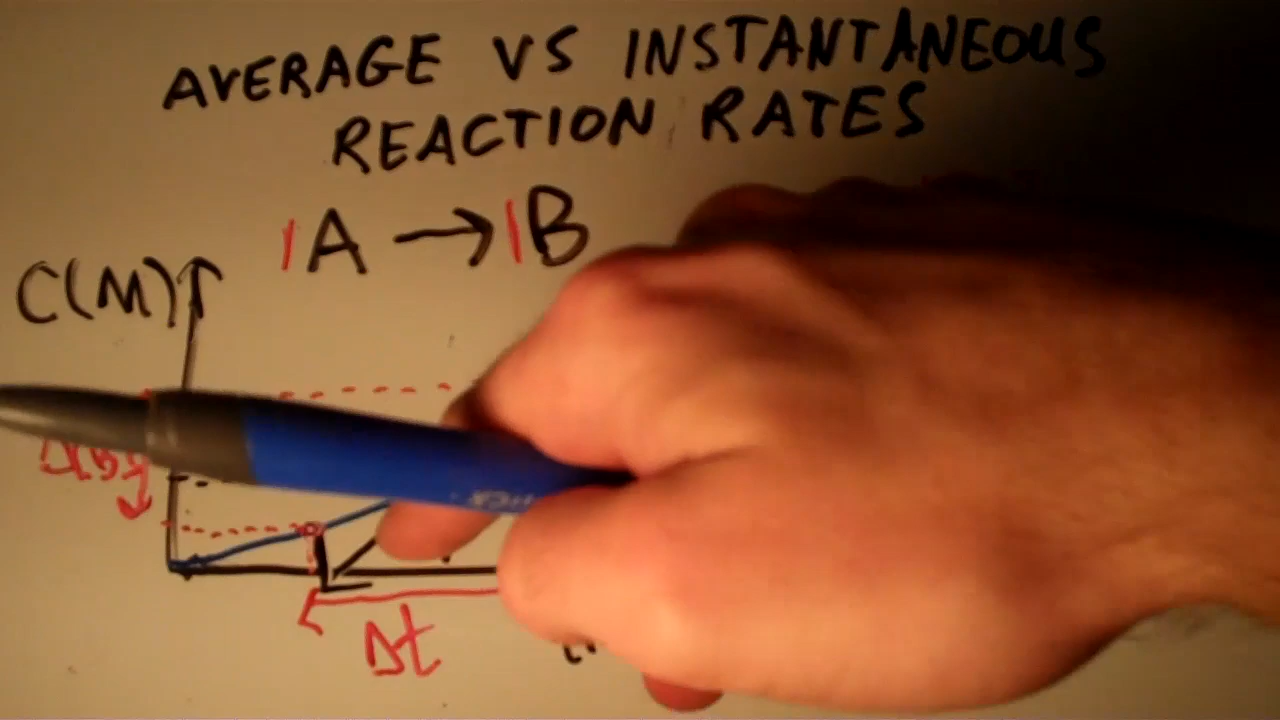 AVERAGE VS INSTANTANEOUS
REACTION RATES
1A → 1B
C(M)
Δt